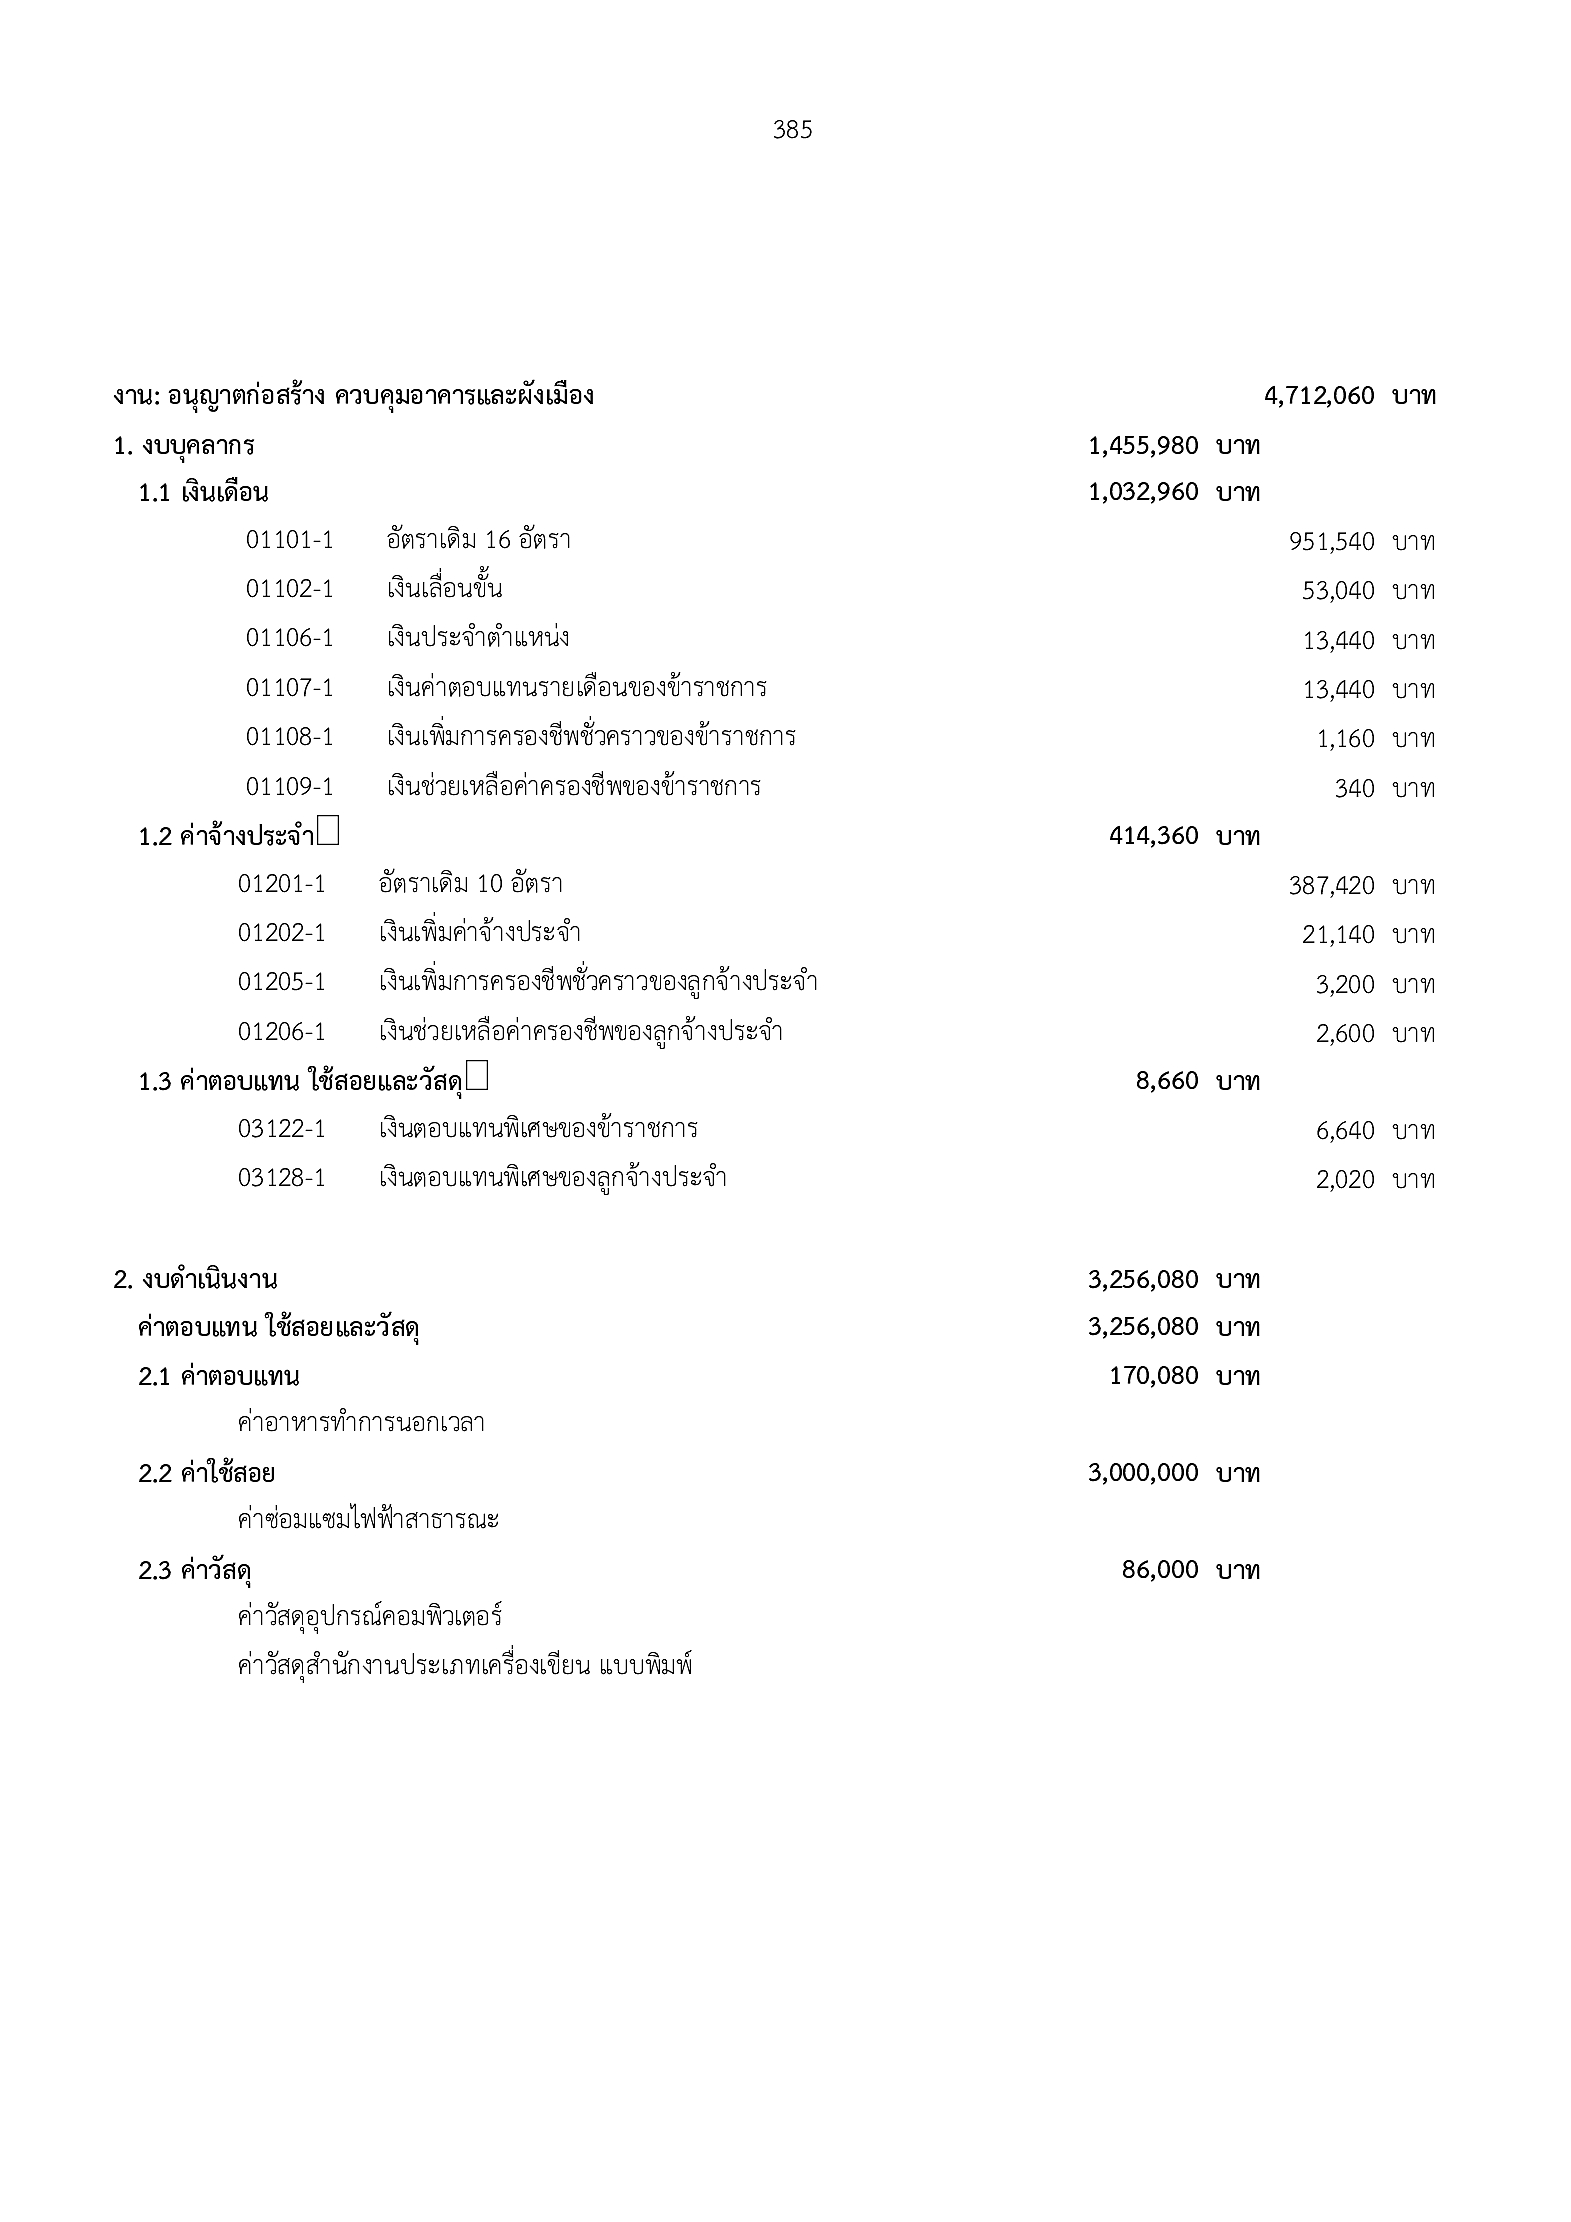 385
งาน: อนุญาตก่อสร้าง ควบคุมอาคารและผังเมือง 4,712,060 บาท
1. งบบุคลากร 1,455,980 บาท
1.1 เงินเดือน 1,032,960 บาท
01101-1 อัตราเดิม 16 อัตรา 951,540 บาท
01102-1 เงินเลื่อนขั้น 53,040 บาท
01106-1 เงินประจำตำแหน่ง 13,440 บาท
01107-1 เงินค่าตอบแทนรายเดือนของข้าราชการ 13,440 บาท
01108-1 เงินเพิ่มการครองชีพชั่วคราวของข้าราชการ 1,160 บาท
01109-1 เงินช่วยเหลือค่าครองชีพของข้าราชการ 340 บาท
1.2 ค่าจ้างประจำ 414,360 บาท
01201-1 อัตราเดิม 10 อัตรา 387,420 บาท
01202-1 เงินเพิ่มค่าจ้างประจำ 21,140 บาท
01205-1 เงินเพิ่มการครองชีพชั่วคราวของลูกจ้างประจำ 3,200 บาท
01206-1 เงินช่วยเหลือค่าครองชีพของลูกจ้างประจำ 2,600 บาท
1.3 ค่าตอบแทน ใช้สอยและวัสดุ 8,660 บาท
03122-1 เงินตอบแทนพิเศษของข้าราชการ 6,640 บาท
03128-1 เงินตอบแทนพิเศษของลูกจ้างประจำ 2,020 บาท
2. งบดำเนินงาน 3,256,080 บาท
ค่าตอบแทน ใช้สอยและวัสดุ 3,256,080 บาท
2.1 ค่าตอบแทน 170,080 บาท
ค่าอาหารทำการนอกเวลา
2.2 ค่าใช้สอย 3,000,000 บาท
ค่าซ่อมแซมไฟฟ้าสาธารณะ
2.3 ค่าวัสดุ 86,000 บาท
ค่าวัสดุอุปกรณ์คอมพิวเตอร์
ค่าวัสดุสำนักงานประเภทเครื่องเขียน แบบพิมพ์